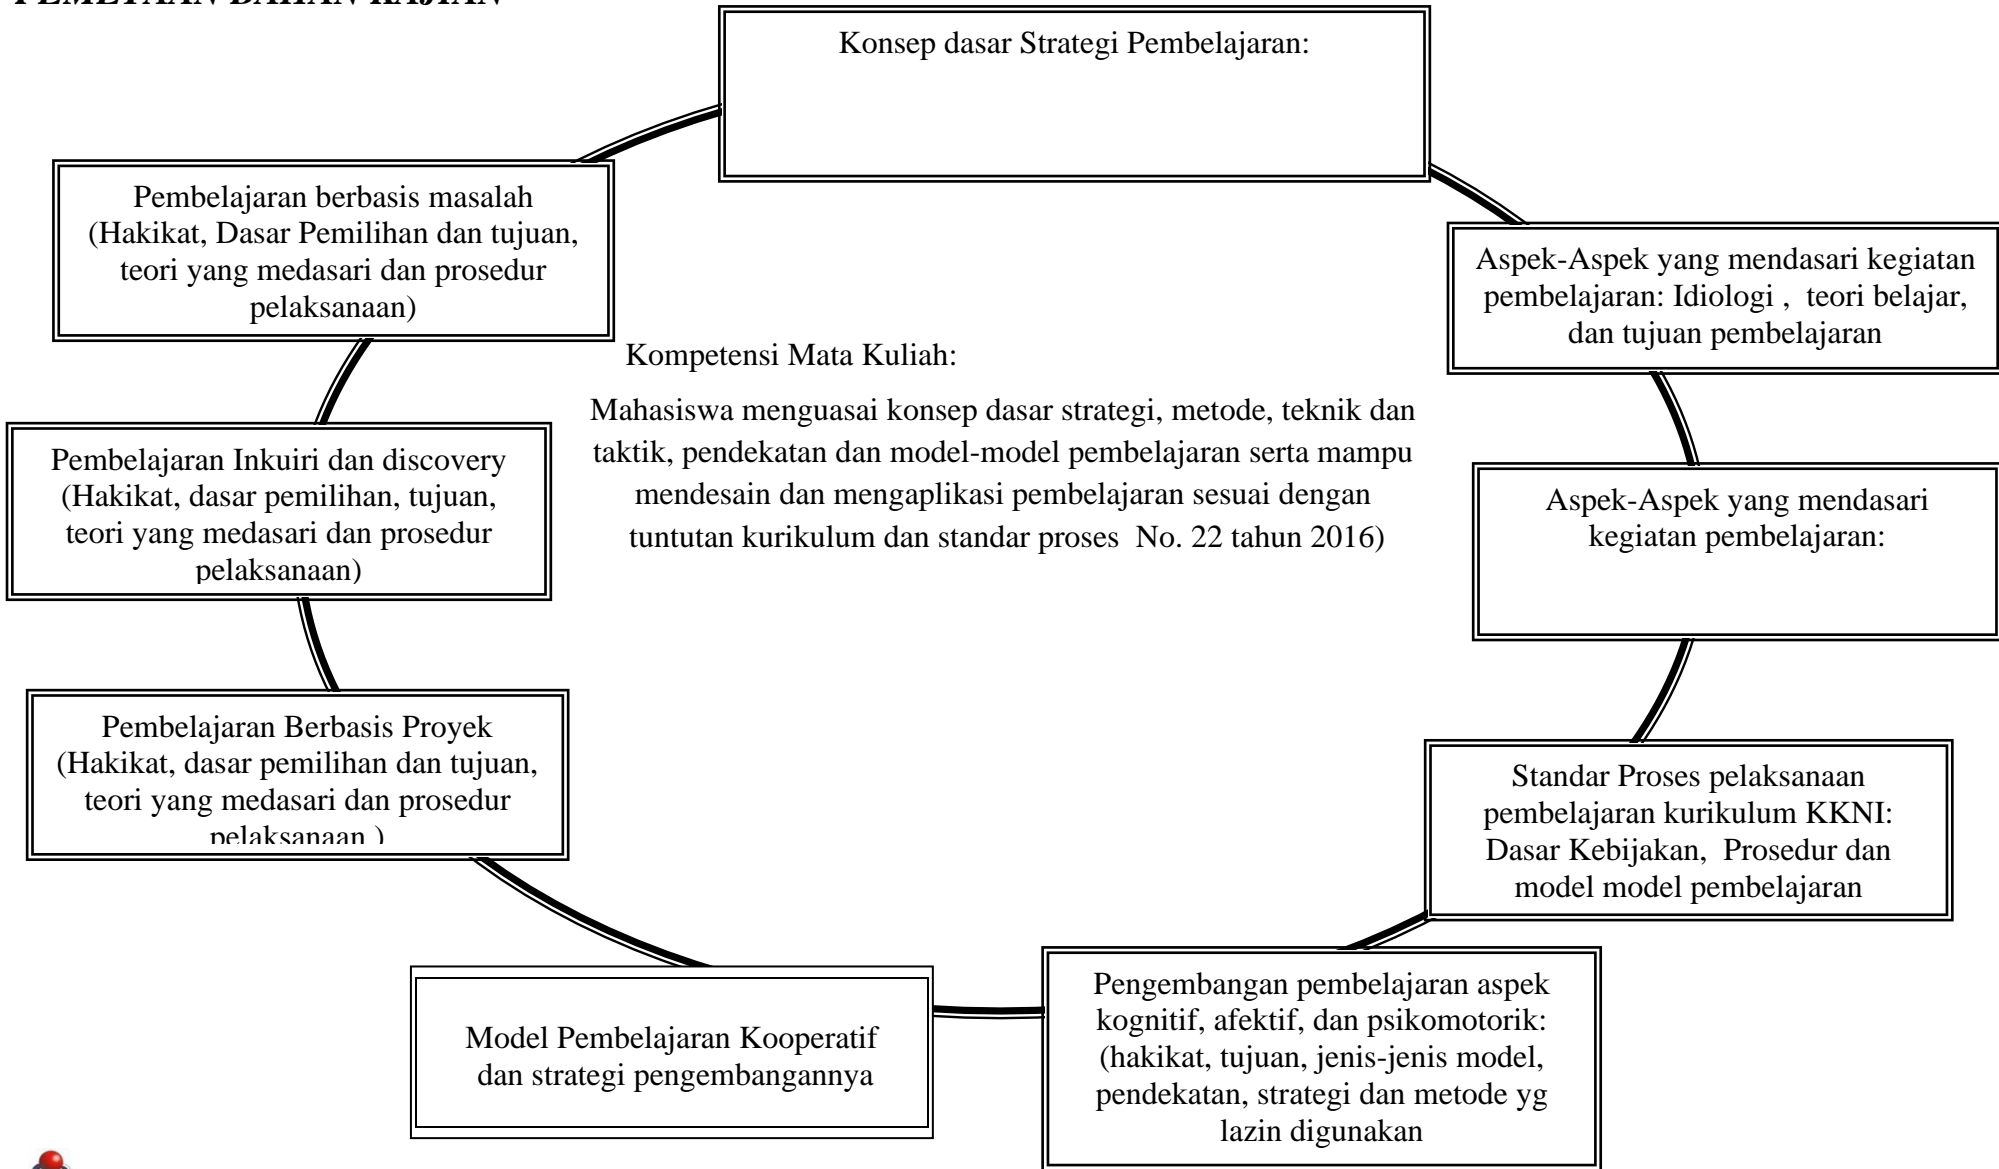 PEMETAAN BAHAN KAJIAN
Konsep dasar Strategi Pembelajaran:
Pembelajaran berbasis masalah
(Hakikat, Dasar Pemilihan dan tujuan,
teori yang medasari dan prosedur
pelaksanaan)
Aspek-Aspek yang mendasari kegiatan
pembelajaran: Idiologi , teori belajar,
dan tujuan pembelajaran
Kompetensi Mata Kuliah:
Mahasiswa menguasai konsep dasar strategi, metode, teknik dan
taktik, pendekatan dan model-model pembelajaran serta mampu
mendesain dan mengaplikasi pembelajaran sesuai dengan
tuntutan kurikulum dan standar proses No. 22 tahun 2016)
Pembelajaran Inkuiri dan discovery
(Hakikat, dasar pemilihan, tujuan,
teori yang medasari dan prosedur
pelaksanaan)
Aspek-Aspek yang mendasari
kegiatan pembelajaran:
Pembelajaran Berbasis Proyek
(Hakikat, dasar pemilihan dan tujuan,
teori yang medasari dan prosedur
pelaksanaan )
Standar Proses pelaksanaan
pembelajaran kurikulum KKNI:
Dasar Kebijakan, Prosedur dan
model model pembelajaran
Model Pembelajaran Kooperatif
dan strategi pengembangannya
Pengembangan pembelajaran aspek
kognitif, afektif, dan psikomotorik:
(hakikat, tujuan, jenis-jenis model,
pendekatan, strategi dan metode yg
lazin digunakan